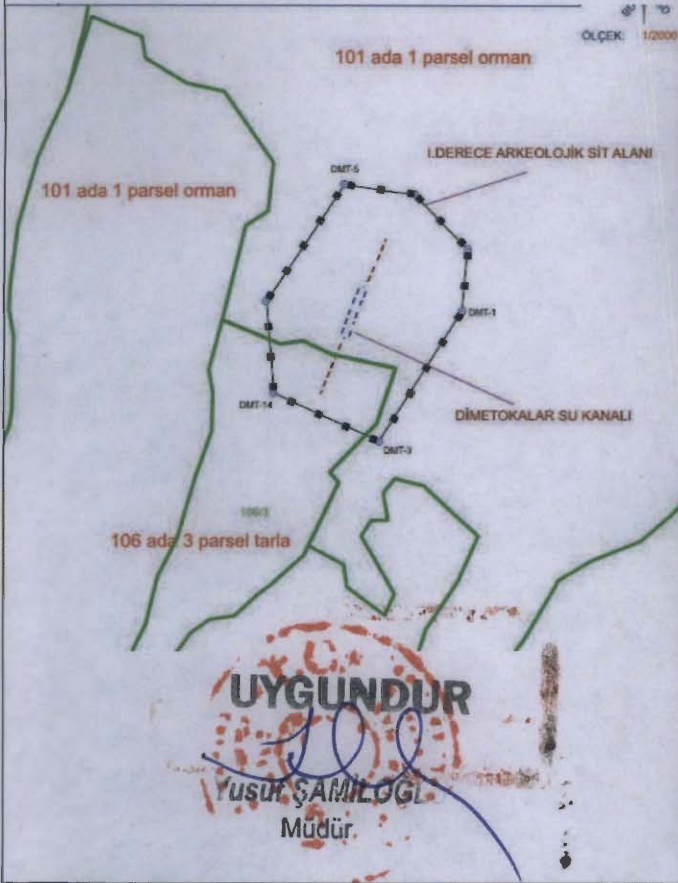 ÖLÇEK: 1/2000
101 ada 1 parsel orman
I.DERECE ARKEOLOJİK SİT ALANI
DMT-5
101 ada 1 parsel orman
DMT-1
DMT-14
DİMETOKALAR SU KANALI
DMT-3
106/3
106 ada 3 parsel tarla
UYGUNDUR
Yusuf ŞAMİLOĞL
Müdür